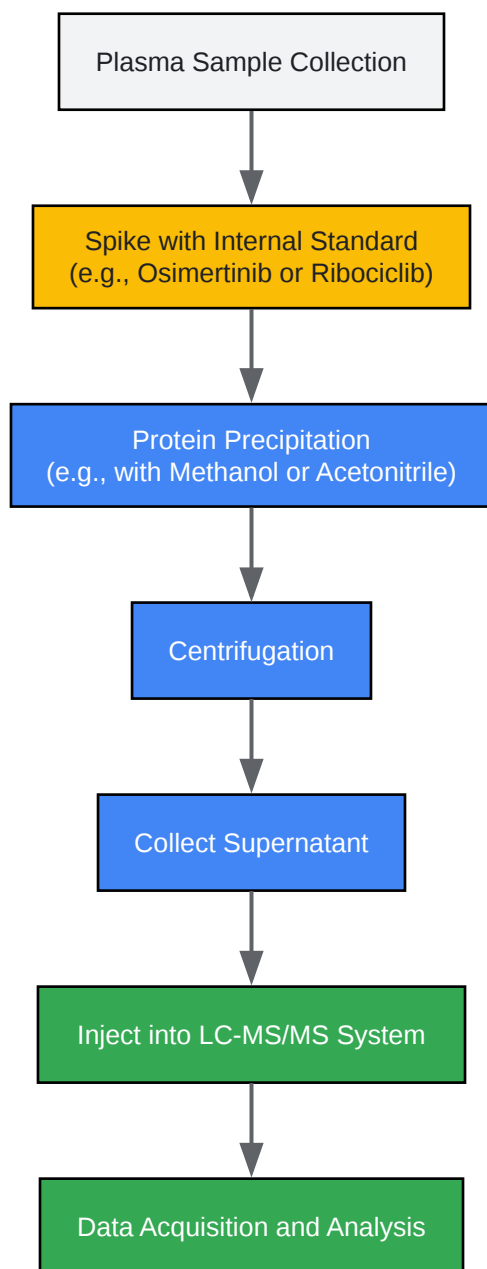 Plasma Sample Collection
Spike with Internal Standard
(e.g., Osimertinib or Ribociclib)
Protein Precipitation
(e.g., with Methanol or Acetonitrile)
Centrifugation
Collect Supernatant
Inject into LC-MS/MS System
Data Acquisition and Analysis